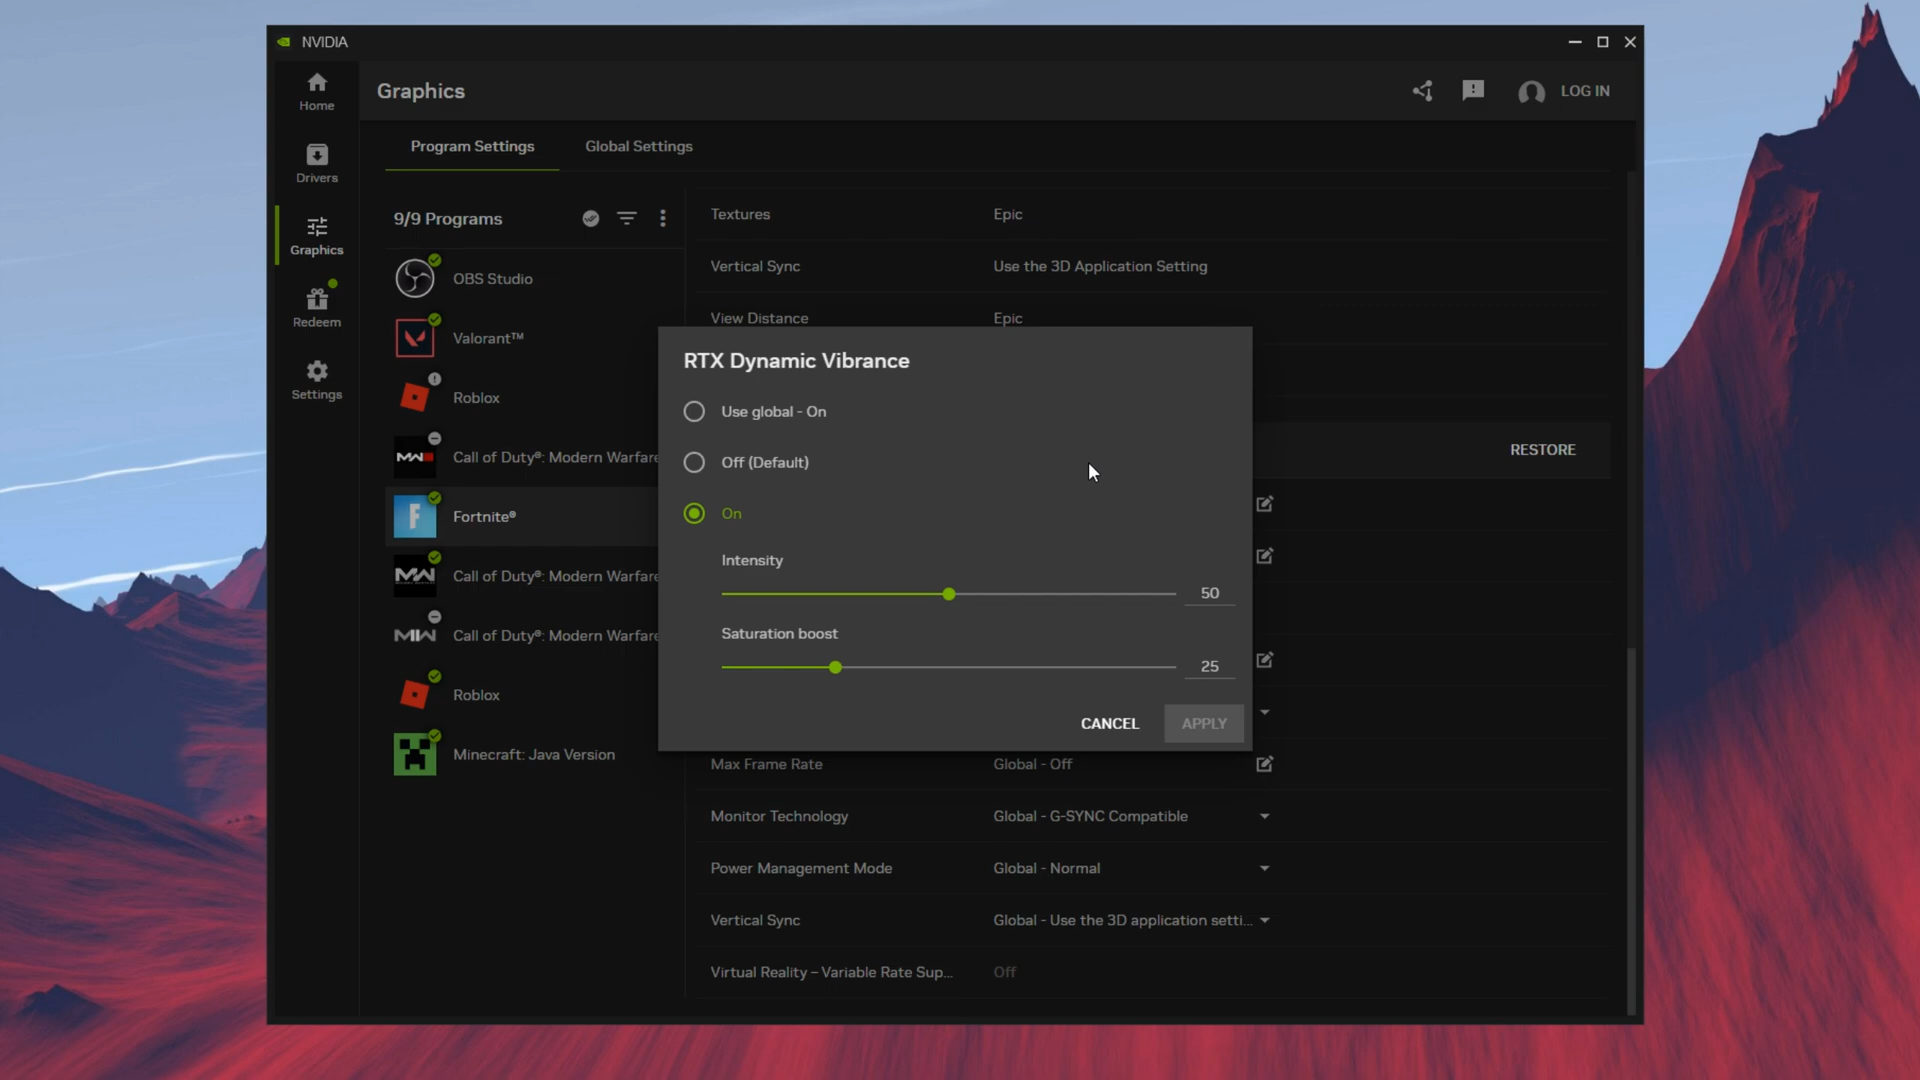 NVIDIA
Home
Drivers
Graphics
Redeem
Settings
Graphics
LOG IN
Program Settings
Global Settings
9/9 Programs
OBS Studio
Valorant™
Roblox
Call of Duty®: Modern Warfare
Fortnite®
Call of Duty®: Modern Warfare
Call of Duty®: Modern Warfare
Roblox
Minecraft: Java Version
Textures Epic
Vertical Sync Use the 3D Application Setting
View Distance Epic
RESTORE
RTX Dynamic Vibrance
Use global - On
Off (Default)
On
Intensity
50
Saturation boost
25
CANCEL APPLY
Max Frame Rate Global - Off
Monitor Technology Global - G-SYNC Compatible
Power Management Mode Global - Normal
Vertical Sync Global - Use the 3D application setti...
Virtual Reality – Variable Rate Sup... Off